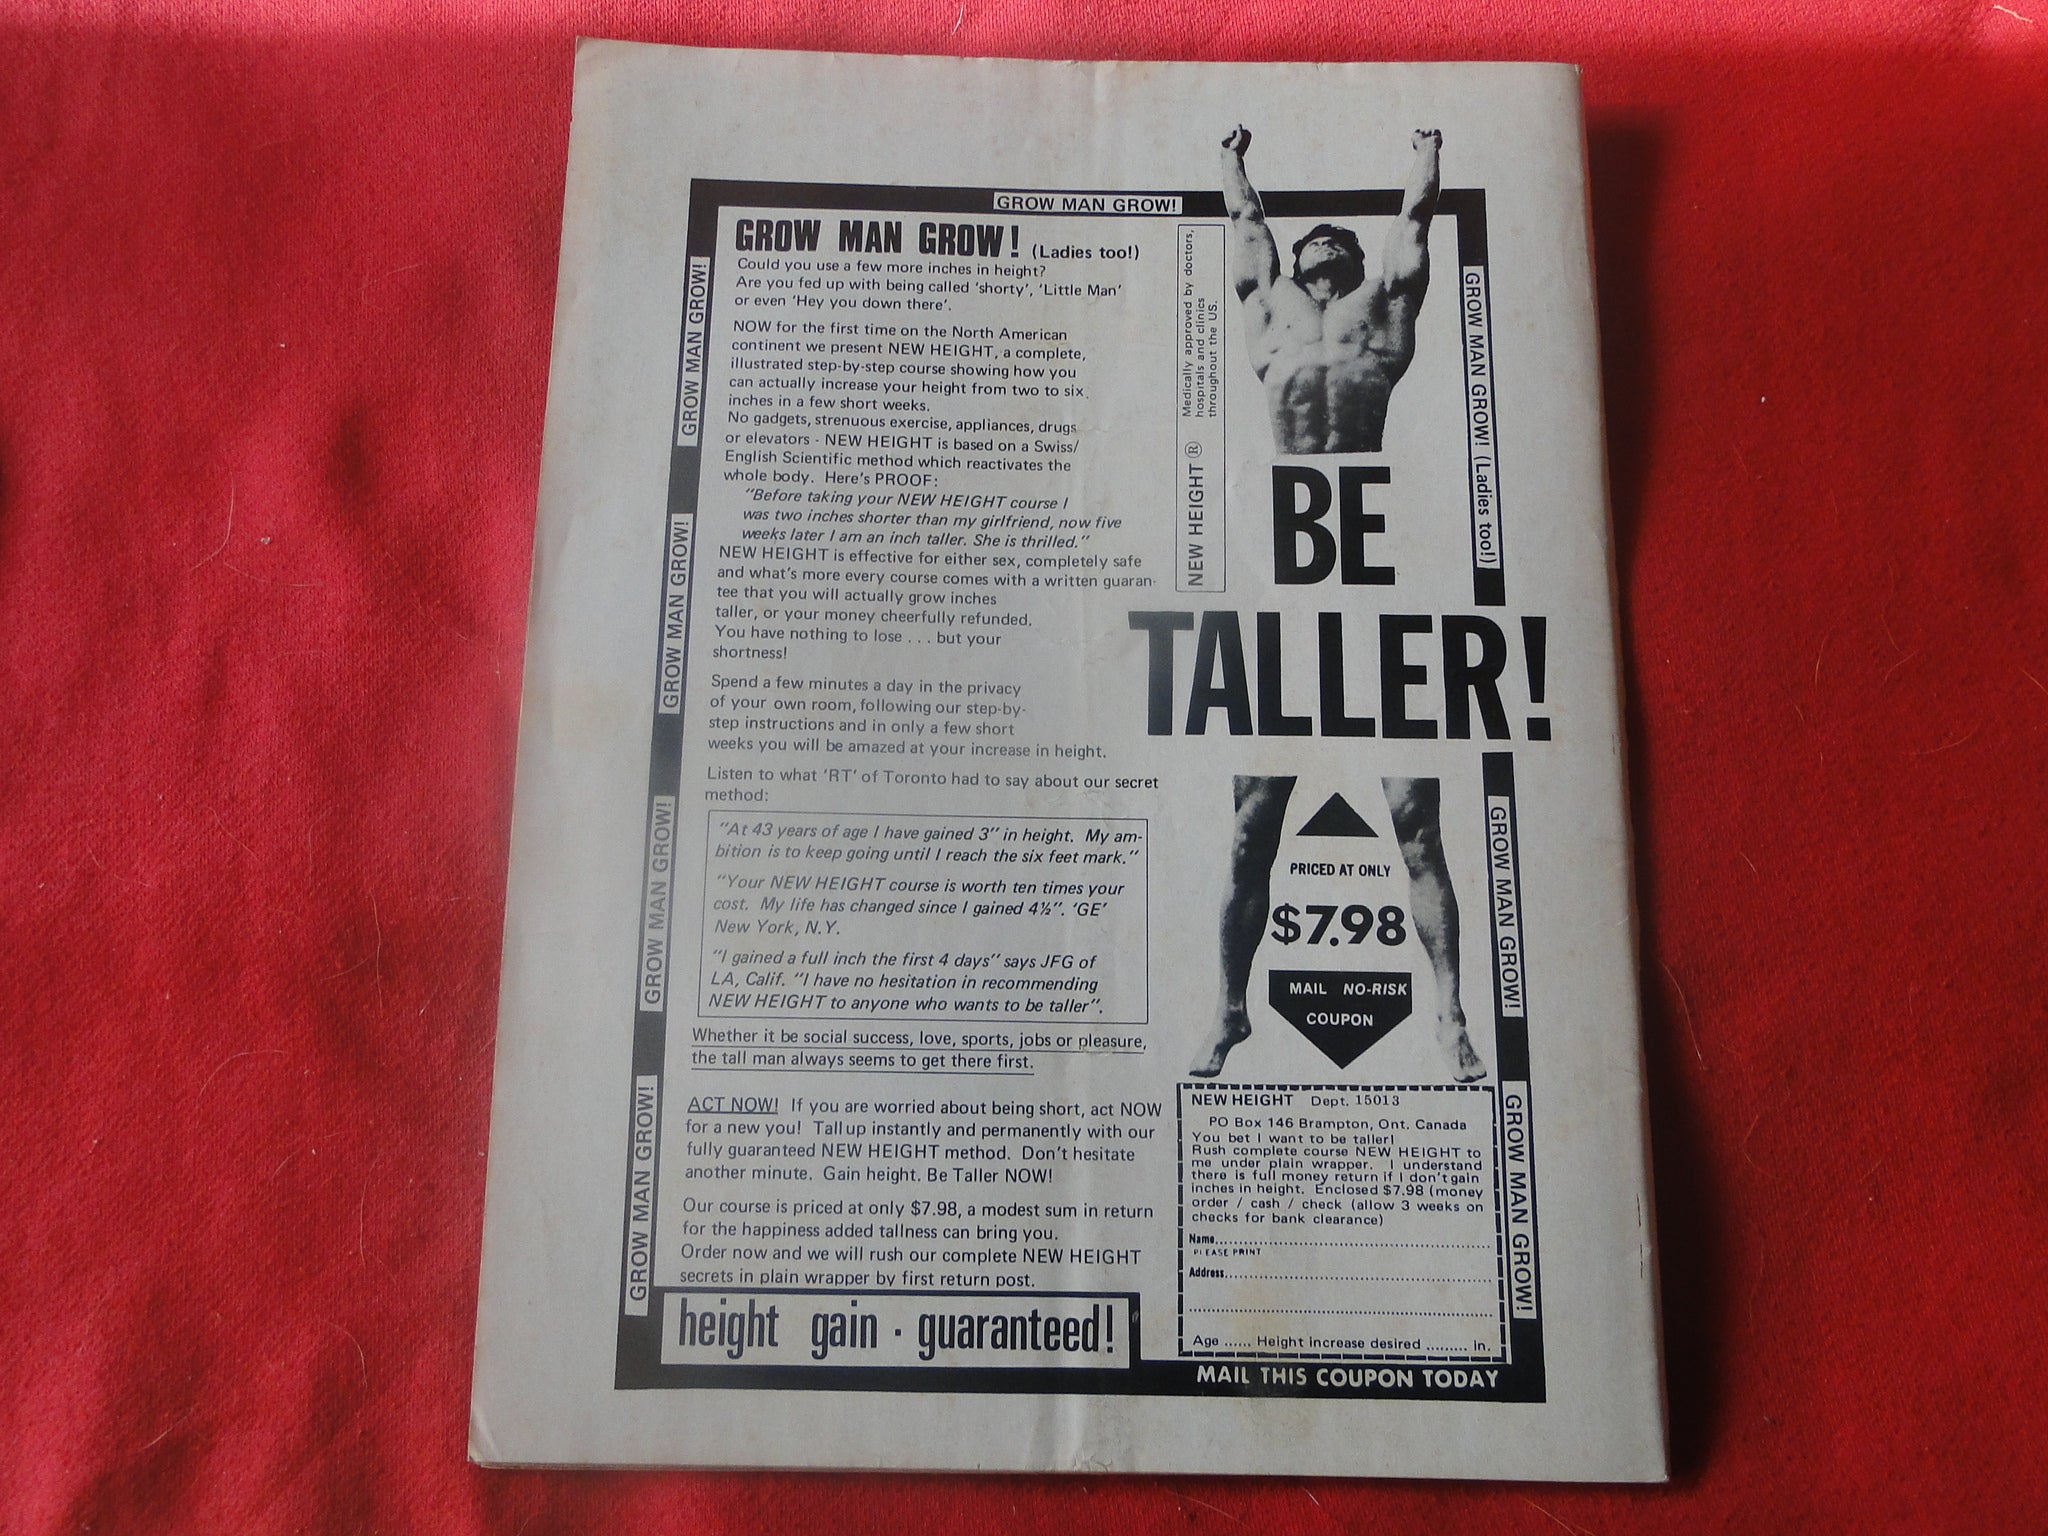 GROW MAN GROW!
GROW MAN GROW! (Ladies too!)
Could you use a few more inches in height?
Are you fed up with being called 'shorty', 'Little Man'
or even 'Hey you down there'.
NOW for the first time on the North American
continent we present NEW HEIGHT, a complete,
illustrated step-by-step course showing how you
can actually increase your height from two to six
inches in a few short weeks.
No gadgets, strenuous exercise, appliances, drugs
or elevators - NEW HEIGHT is based on a Swiss/
English Scientific method which reactivates the
whole body. Here's PROOF:
"Before taking your NEW HEIGHT course I
was two inches shorter than my girlfriend, now five
weeks later I am an inch taller. She is thrilled."
NEW HEIGHT is effective for either sex, completely safe
and what's more every course comes with a written guaran-
tee that you will actually grow inches
taller, or your money cheerfully refunded.
You have nothing to lose . . . but your
shortness!
Spend a few minutes a day in the privacy
of your own room, following our step-by-
step instructions and in only a few short
weeks you will be amazed at your increase in height.
Listen to what 'RT' of Toronto had to say about our secret
method:
"At 43 years of age I have gained 3" in height. My am-
bition is to keep going until I reach the six feet mark."
"Your NEW HEIGHT course is worth ten times your
cost. My life has changed since I gained 4½". 'GE'
New York, N.Y.
"I gained a full inch the first 4 days" says JFG of
LA, Calif. "I have no hesitation in recommending
NEW HEIGHT to anyone who wants to be taller".
Whether it be social success, love, sports, jobs or pleasure,
the tall man always seems to get there first.
ACT NOW! If you are worried about being short, act NOW
for a new you! Tall up instantly and permanently with our
fully guaranteed NEW HEIGHT method. Don't hesitate
another minute. Gain height. Be Taller NOW!
Our course is priced at only $7.98, a modest sum in return
for the happiness added tallness can bring you.
Order now and we will rush our complete NEW HEIGHT
secrets in plain wrapper by first return post.
height gain · guaranteed!
NEW HEIGHT ® Medically approved by doctors,
hospitals and clinics
throughout the US.
BE
TALLER!
PRICED AT ONLY
$7.98
MAIL NO-RISK
COUPON
NEW HEIGHT Dept. 15013
PO Box 146 Brampton, Ont. Canada
You bet I want to be taller!
Rush complete course NEW HEIGHT to
me under plain wrapper. I understand
there is full money return if I don't gain
inches in height. Enclosed $7.98 (money
order / cash / check (allow 3 weeks on
checks for bank clearance)
Name
PLEASE PRINT
Address
Age ...... Height increase desired ......... in.
MAIL THIS COUPON TODAY
GROW MAN GROW!
GROW MAN GROW!
GROW MAN GROW!
GROW MAN GROW!
GROW MAN GROW! (Ladies too!)
GROW MAN GROW!
GROW MAN GROW!